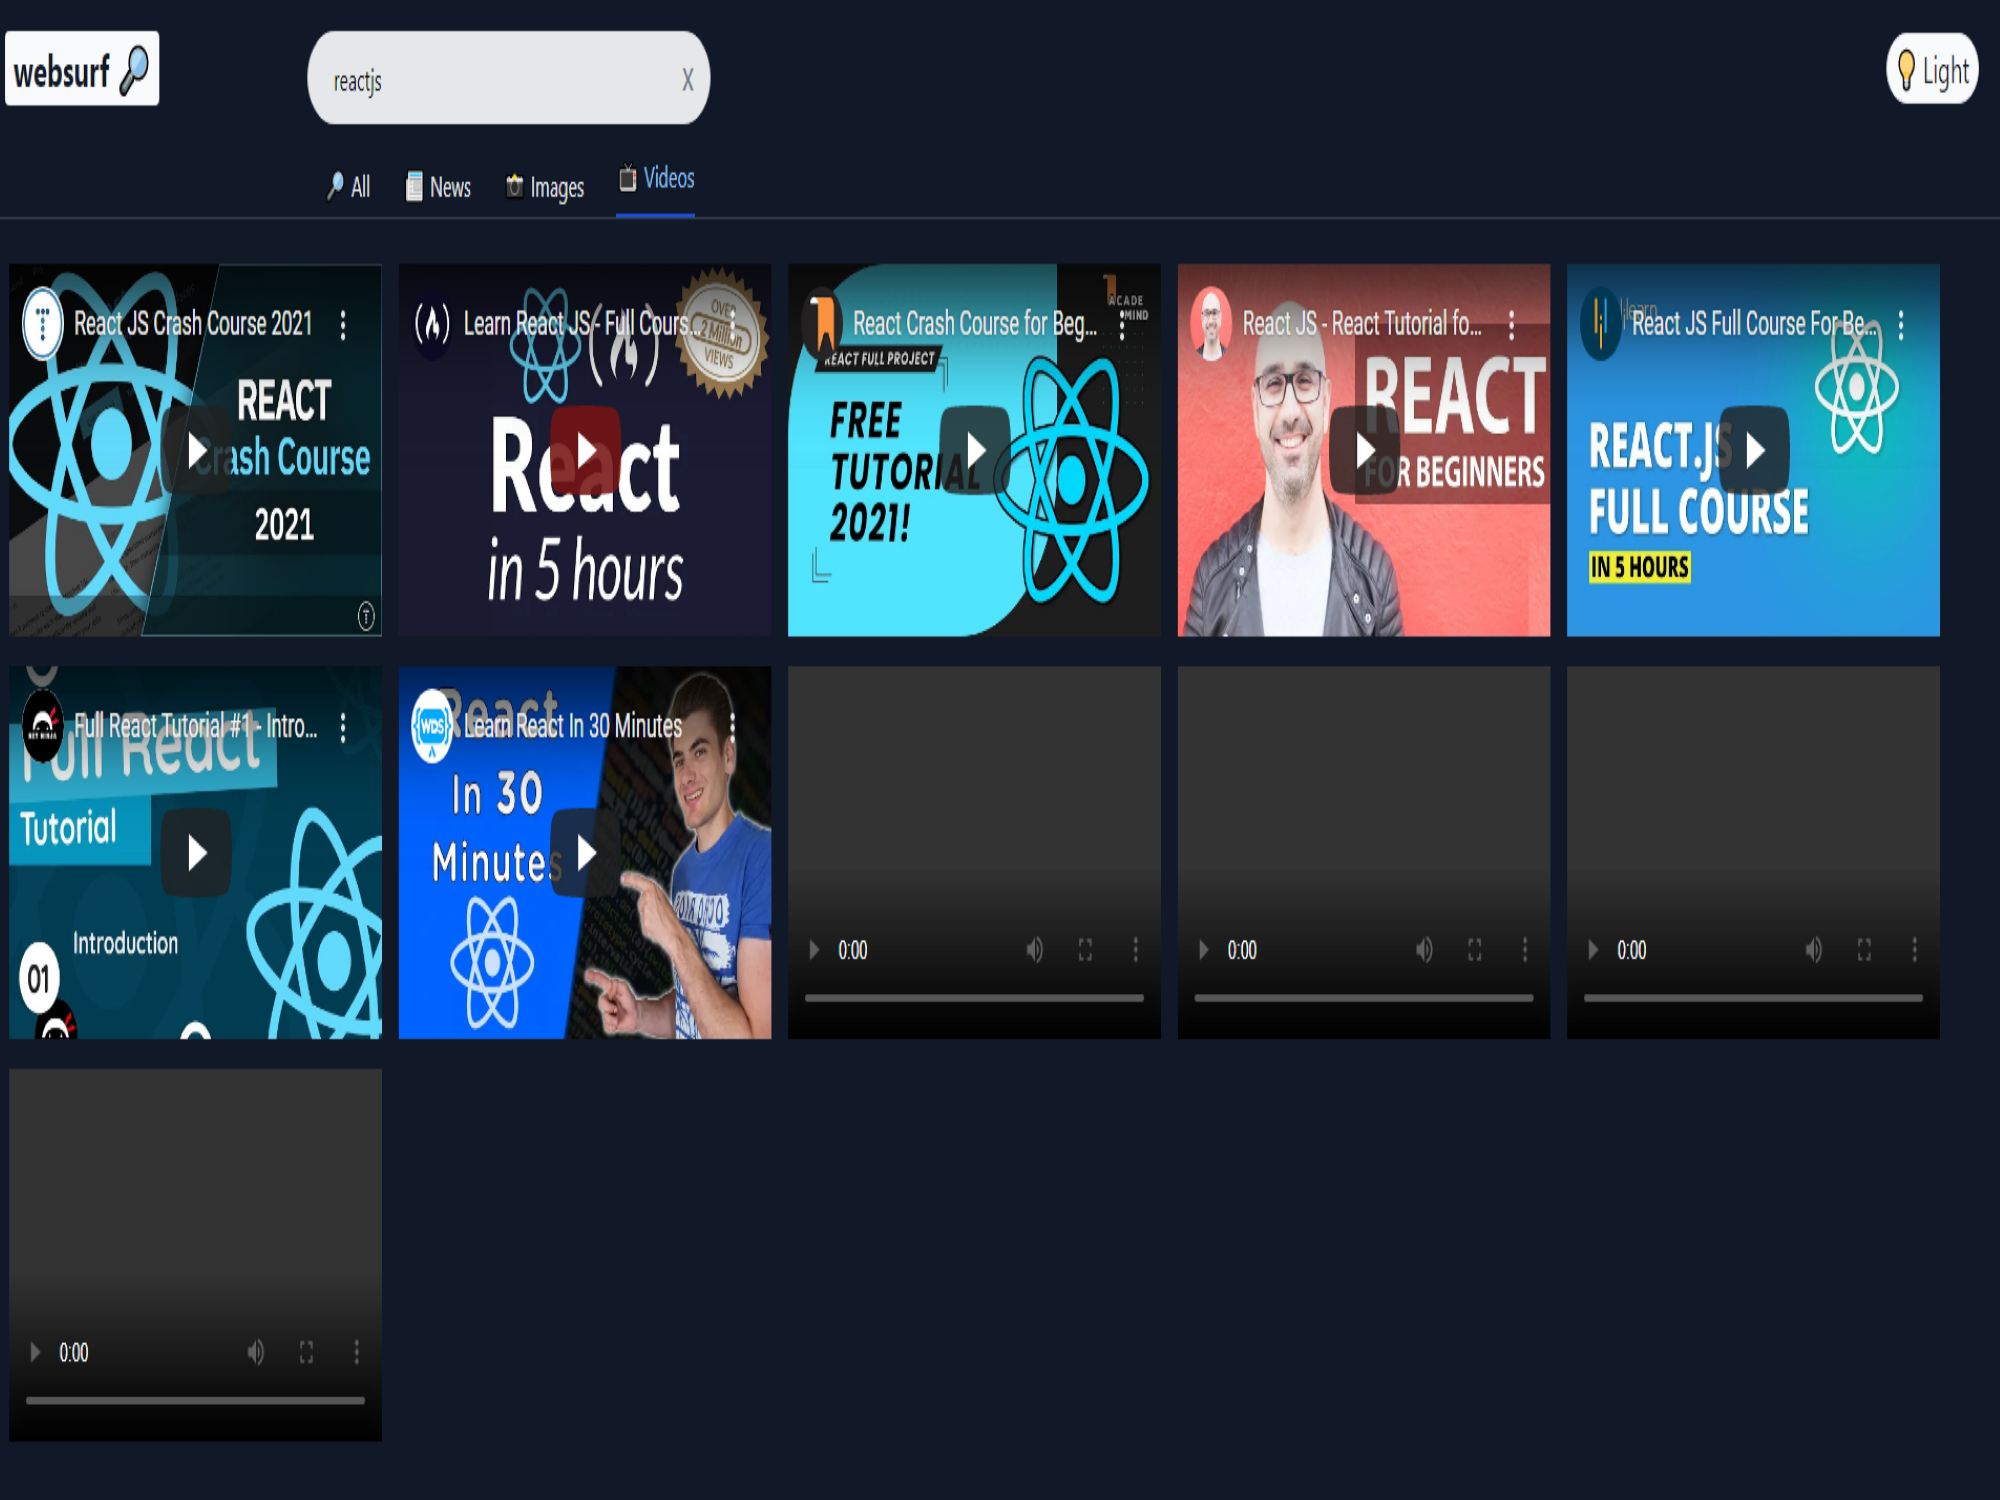 websurf
reactjs
X
Light
All
News
Images
Videos
React JS Crash Course 2021
REACT
Crash Course
2021
Learn React JS - Full Cours...
OVER
2 Million
VIEWS
React
in 5 hours
React Crash Course for Beg...
ACADE
MIND
REACT FULL PROJECT
FREE
TUTORIAL
2021!
React JS - React Tutorial fo...
REACT
FOR BEGINNERS
React JS Full Course For Be...
REACT.JS
FULL COURSE
IN 5 HOURS
Full React Tutorial #1 - Intro...
NET NINJA
Full React
Tutorial
Introduction
01
Learn React In 30 Minutes
WDS
React
In 30
Minutes
0:00
0:00
0:00
0:00